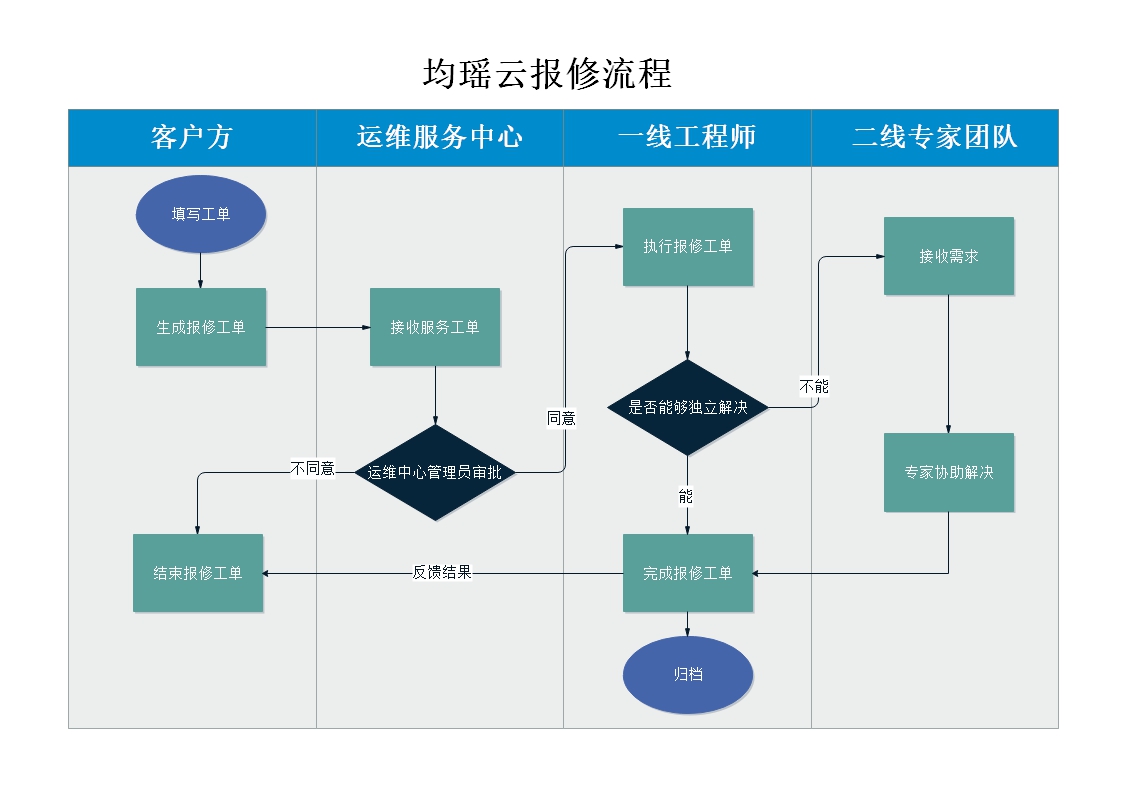 均瑶云报修流程
客户方
运维服务中心
一线工程师
二线专家团队
填写工单
执行报修工单
接收需求
生成报修工单
接收服务工单
不能
是否能够独立解决
同意
不同意
运维中心管理员审批
专家协助解决
能
结束报修工单
反馈结果
完成报修工单
归档